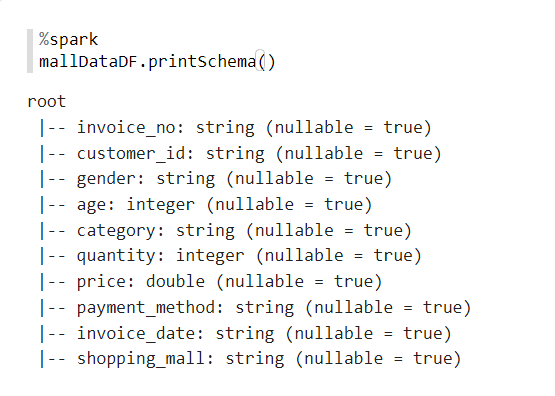 %spark
mallDataDF.printSchema()
root
|-- invoice_no: string (nullable = true)
|-- customer_id: string (nullable = true)
|-- gender: string (nullable = true)
|-- age: integer (nullable = true)
|-- category: string (nullable = true)
|-- quantity: integer (nullable = true)
|-- price: double (nullable = true)
|-- payment_method: string (nullable = true)
|-- invoice_date: string (nullable = true)
|-- shopping_mall: string (nullable = true)